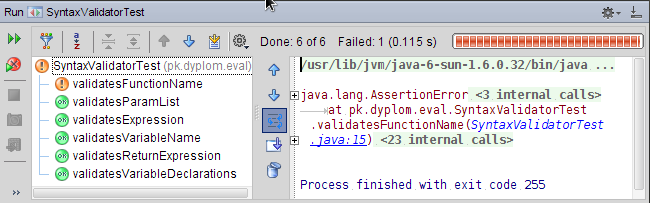 Run SyntaxValidatorTest
Done: 6 of 6 Failed: 1 (0.115 s)
SyntaxValidatorTest (pk.dyplom.eval)
validatesFunctionName
validatesParamList
validatesExpression
validatesVariableName
validatesReturnExpression
validatesVariableDeclarations
/usr/lib/jvm/java-6-sun-1.6.0.32/bin/java ...
java.lang.AssertionError <3 internal calls>
at pk.dyplom.eval.SyntaxValidatorTest
.validatesFunctionName(SyntaxValidatorTest
.java:15) <23 internal calls>
Process finished with exit code 255